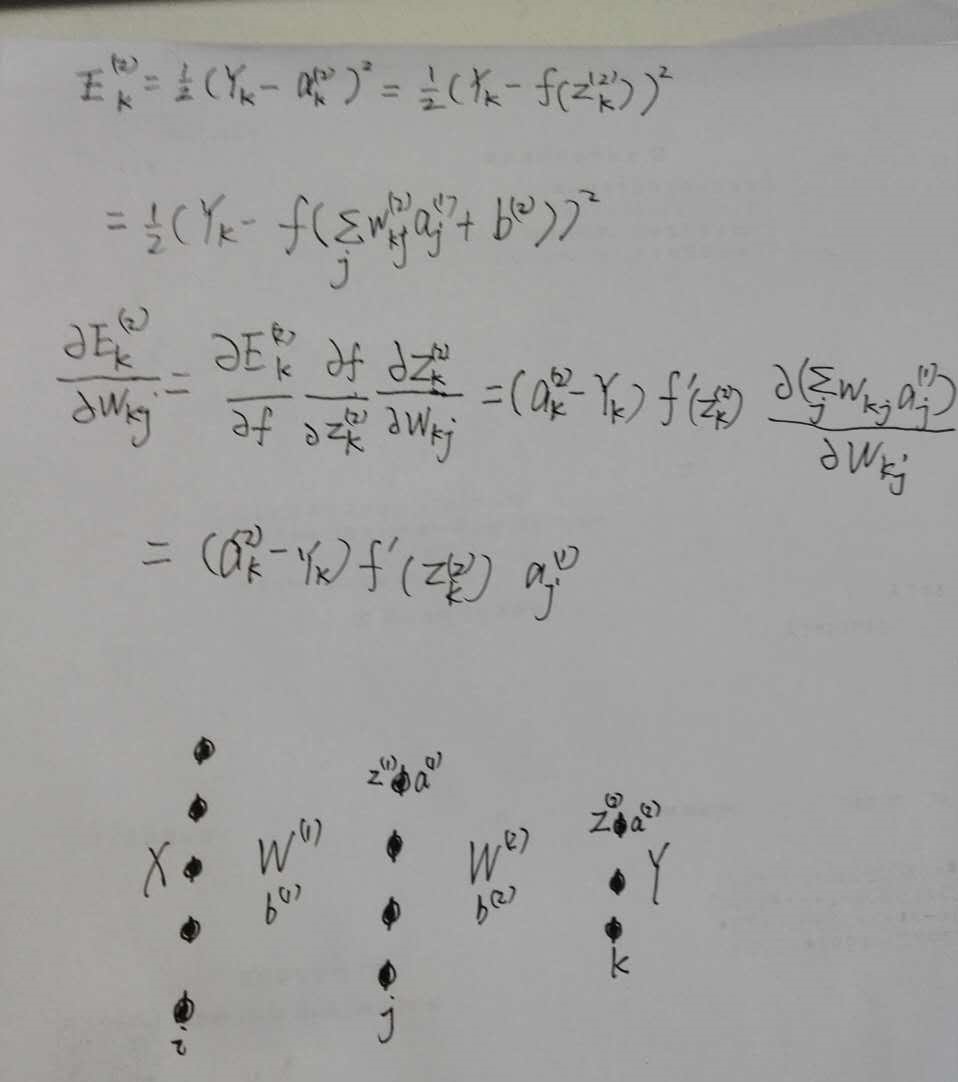 E_k^{(2)} = \frac{1}{2}(Y_k - a_k^{(2)})^2 = \frac{1}{2}(Y_k - f(z_k^{(2)}))^2
= \frac{1}{2}(Y_k - f(\sum_j w_{kj}^{(2)} a_j^{(1)} + b^{(2)}))^2
\frac{\partial E_k^{(2)}}{\partial w_{kj}} = \frac{\partial E_k^{(2)}}{\partial f} \frac{\partial f}{\partial z_k^{(2)}} \frac{\partial z_k^{(2)}}{\partial w_{kj}} = (a_k^{(2)} - Y_k) f'(z_k^{(2)}) \frac{\partial(\sum_j w_{kj} a_j^{(1)})}{\partial w_{kj}}
= (a_k^{(2)} - Y_k) f'(z_k^{(2)}) a_j^{(1)}
z^{(1)} a^{(1)}
z^{(2)} a^{(2)}
X W^{(1)} W^{(2)} Y
b^{(1)} b^{(2)}
k
i j